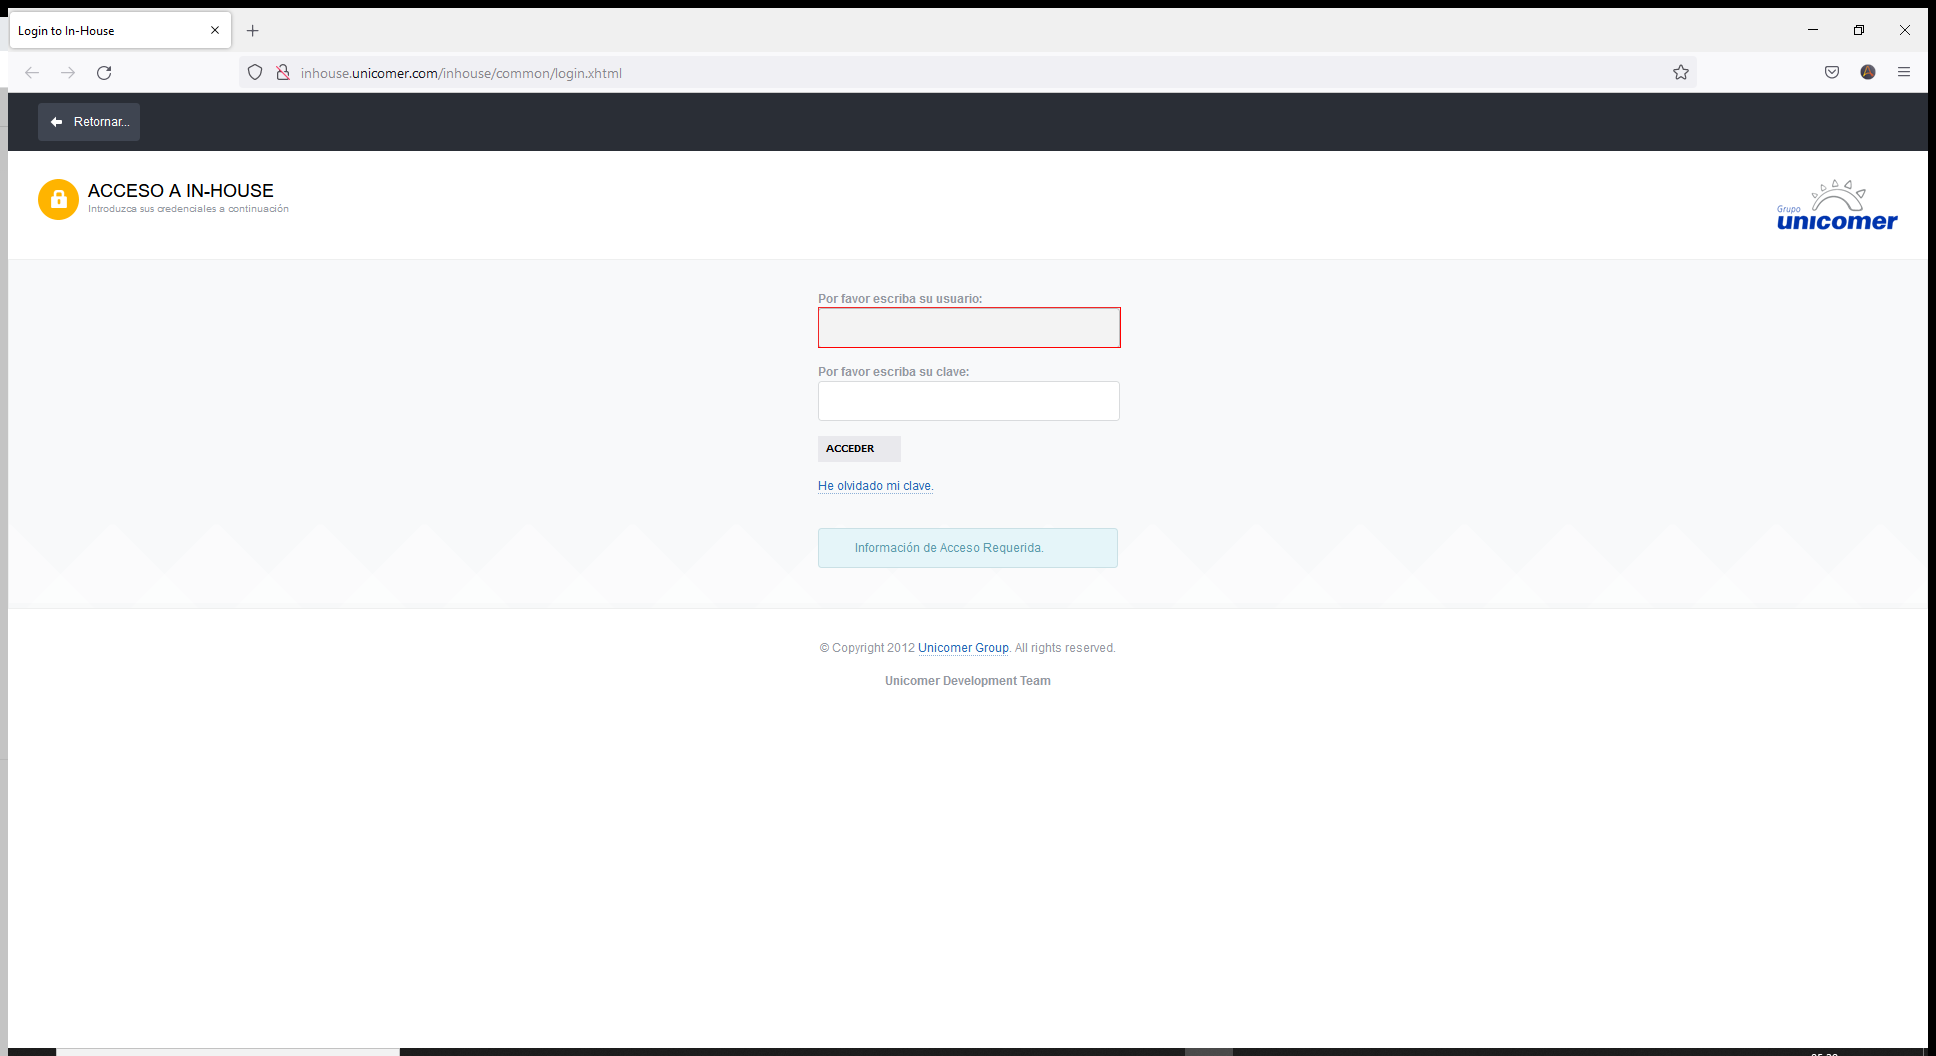 Login to In-House
inhouse.unicomer.com/inhouse/common/login.xhtml
Retornar...
ACCESO A IN-HOUSE
Introduzca sus credenciales a continuación
Grupo
unicomer
Por favor escriba su usuario:
Por favor escriba su clave:
ACCEDER
He olvidado mi clave.
Información de Acceso Requerida.
© Copyright 2012 Unicomer Group. All rights reserved.
Unicomer Development Team